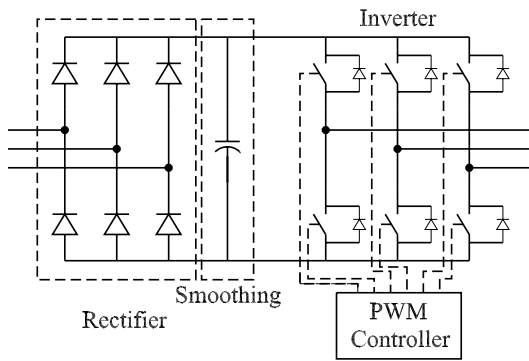 Inverter
Smoothing
Rectifier
PWM
Controller